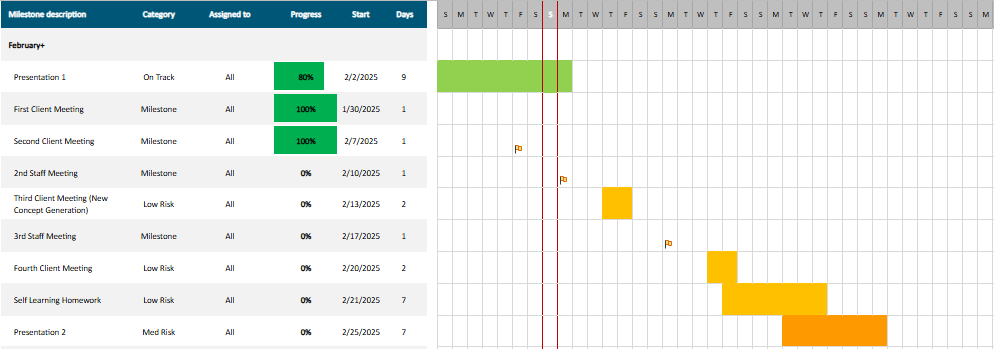 Milestone description Category Assigned to Progress Start Days S M T W T F S S M T W T F S S M T W T F S S M T W T F S S M T W T F S S M
February+
Presentation 1 On Track All 80% 2/2/2025 9
First Client Meeting Milestone All 100% 1/30/2025 1
Second Client Meeting Milestone All 100% 2/7/2025 1
2nd Staff Meeting Milestone All 0% 2/10/2025 1
Third Client Meeting (New
Concept Generation) Low Risk All 0% 2/13/2025 2
3rd Staff Meeting Milestone All 0% 2/17/2025 1
Fourth Client Meeting Low Risk All 0% 2/20/2025 2
Self Learning Homework Low Risk All 0% 2/21/2025 7
Presentation 2 Med Risk All 0% 2/25/2025 7